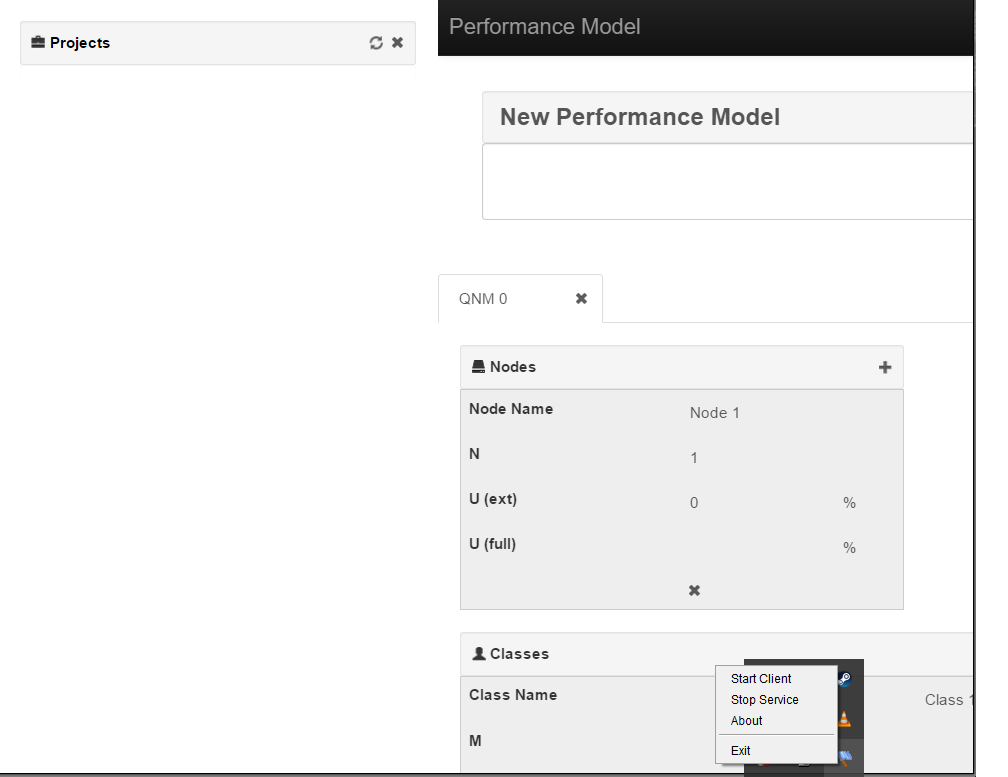 Projects
Performance Model
New Performance Model
QNM 0
Nodes
Node Name
Node 1
N
1
U (ext)
0
%
U (full)
%
Classes
Class Name
Class 1
M
Start Client
Stop Service
About
Exit